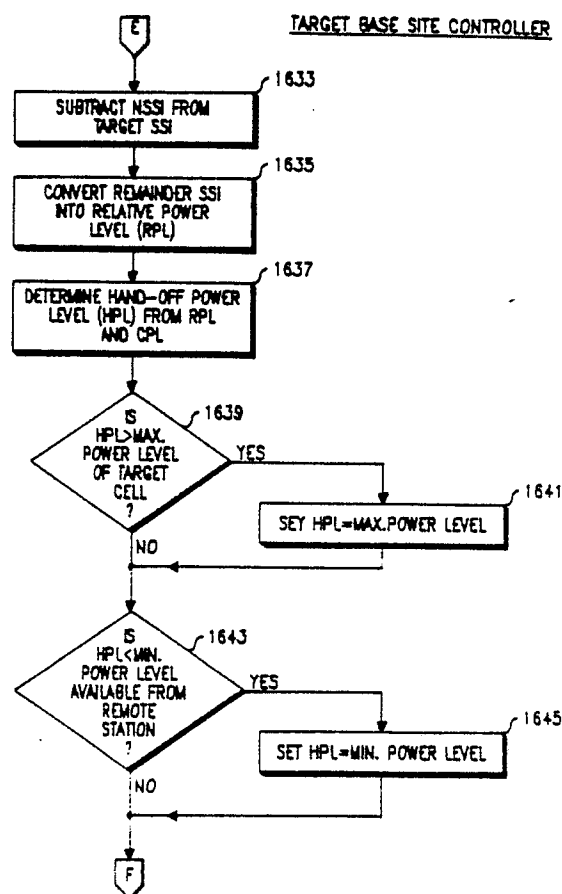 TARGET BASE SITE CONTROLLER
E
1633
SUBTRACT NSSI FROM
TARGET SSI
1635
CONVERT REMAINDER SSI
INTO RELATIVE POWER
LEVEL (RPL)
1637
DETERMINE HAND-OFF POWER
LEVEL (HPL) FROM RPL
AND CPL
1639
IS
HPL>MAX.
POWER LEVEL
OF TARGET
CELL
?
YES
1641
SET HPL=MAX.POWER LEVEL
NO
1643
IS
HPL<MIN.
POWER LEVEL
AVAILABLE FROM
REMOTE
STATION
?
YES
1645
SET HPL=MIN. POWER LEVEL
NO
F